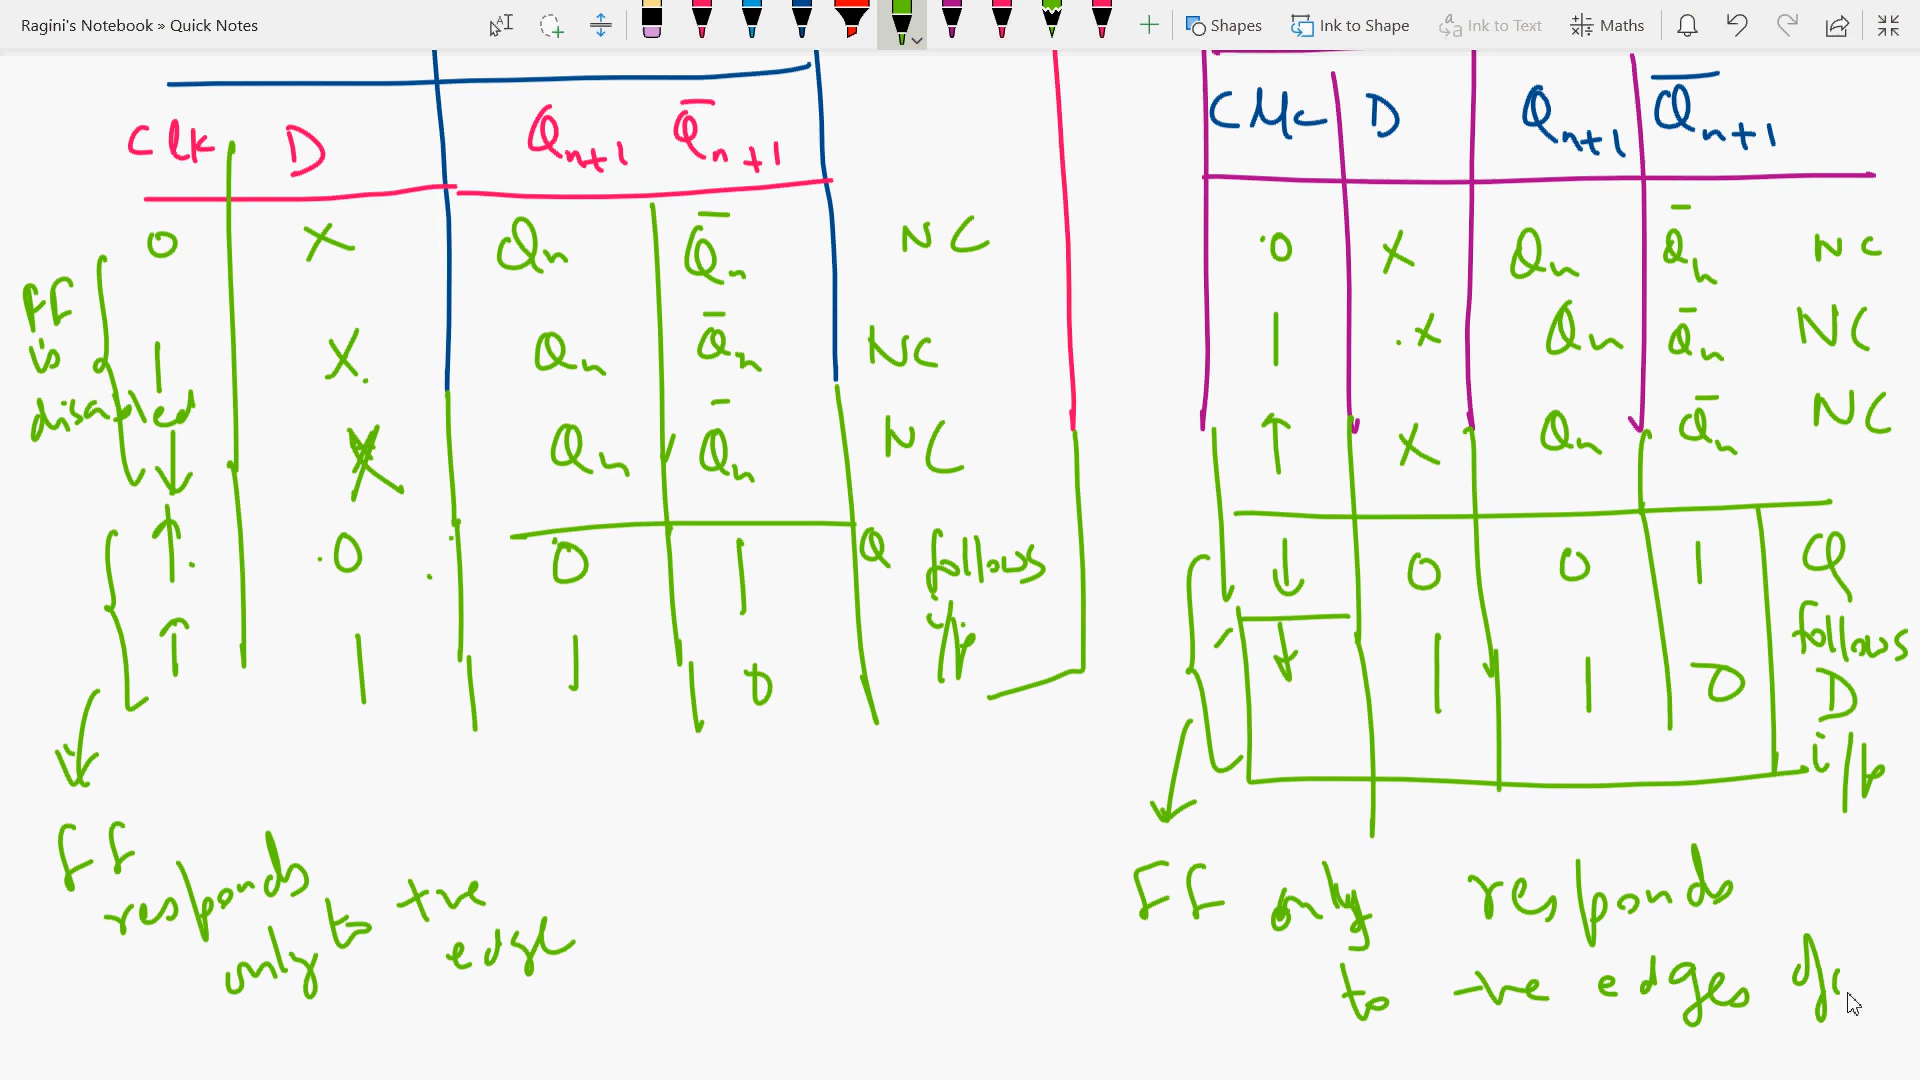 Ragini's Notebook » Quick Notes
Shapes Ink to Shape Ink to Text Maths
Clk D Qn+1 Q̅n+1
0 X Qn Q̅n NC
1 X Qn Q̅n NC
↓ X Qn Q̅n NC
↑ 0 0 1 Q follows
↑ 1 1 0 i/p
FF
is
disabled
FF
responds
only to +ve
edge
Clk D Qn+1 Q̅n+1
0 X Qn Q̅n NC
1 X Qn Q̅n NC
↑ X Qn Q̅n NC
↓ 0 0 1 Q
follows
↓ 1 1 0 D
i/p
FF only responds
to -ve edges of